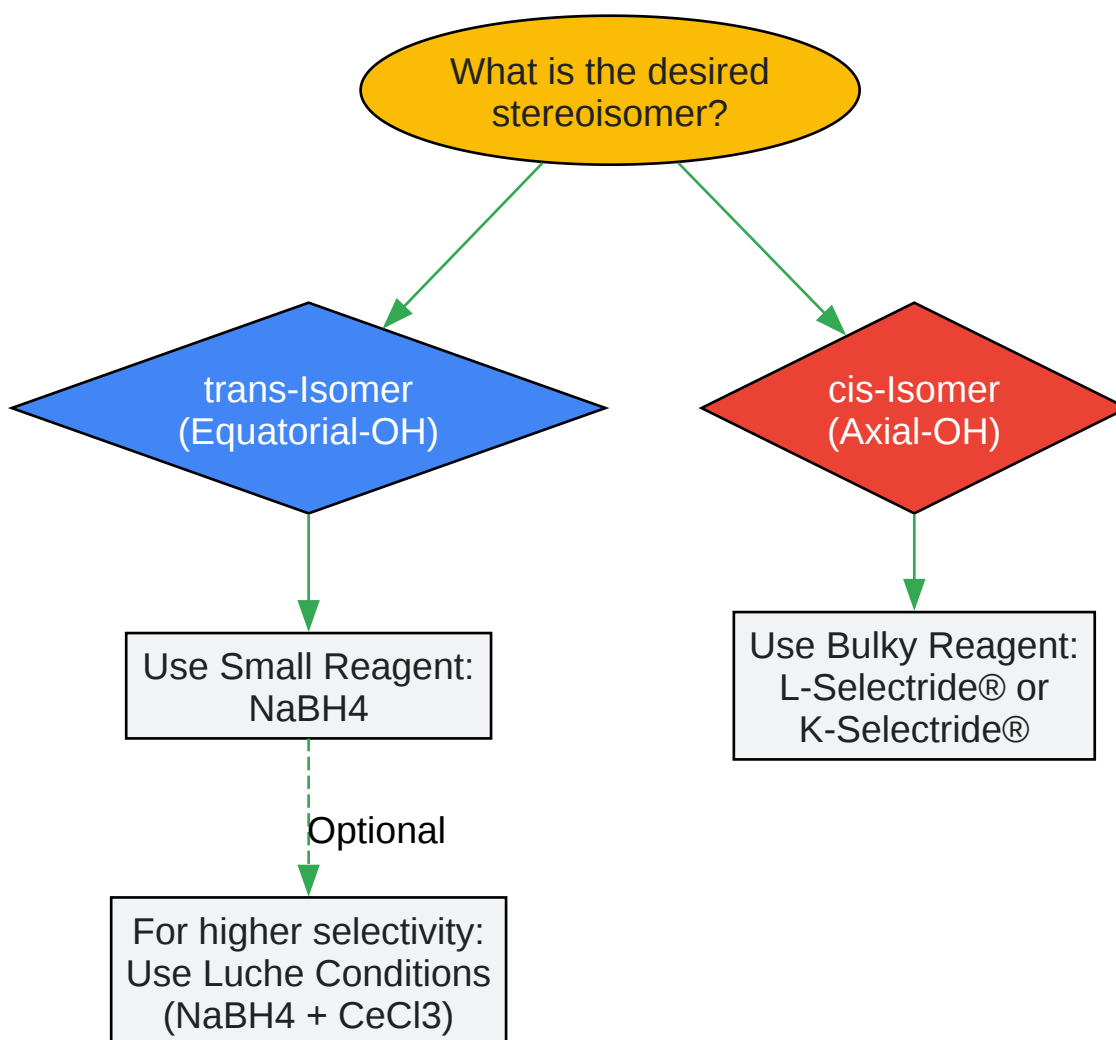 What is the desired
stereoisomer?
trans-Isomer
(Equatorial-OH)
cis-Isomer
(Axial-OH)
Use Small Reagent:
NaBH4
Use Bulky Reagent:
L-Selectride® or
K-Selectride®
Optional
For higher selectivity:
Use Luche Conditions
(NaBH4 + CeCl3)